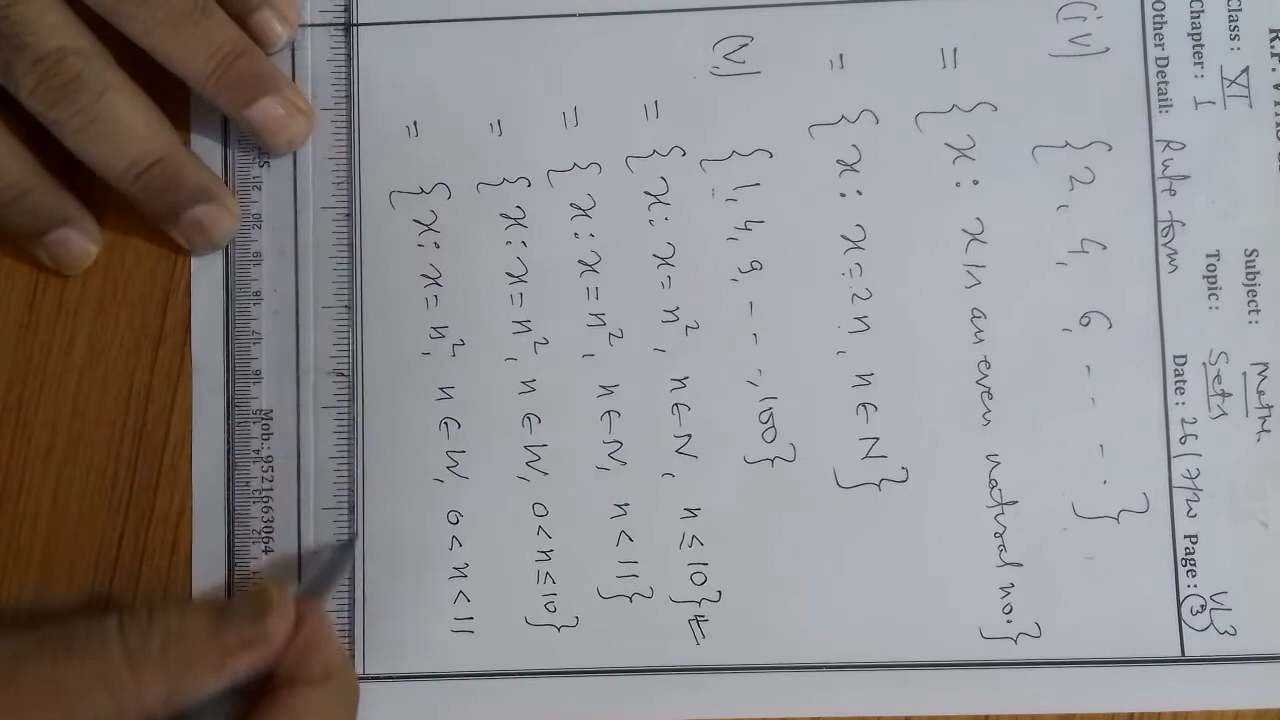 Class: XI Subject: Maths
Chapter: 1 Topic: Sets VL3
Other Detail: Rule form Date: 26/7/20 Page: 3
(iv) {2, 4, 6, - - - .}
= {x: x is an even natural no.}
= {x: x=2n, n∈N}
(v) {1, 4, 9, - - -, 100}
= {x: x=n², n∈N, n≤10}
= {x: x=n², n∈N, n<11}
= {x: x=n², n∈W, 0<n≤10}
= {x: x=n², n∈W, 0<n<11
Mob.: 9521663064